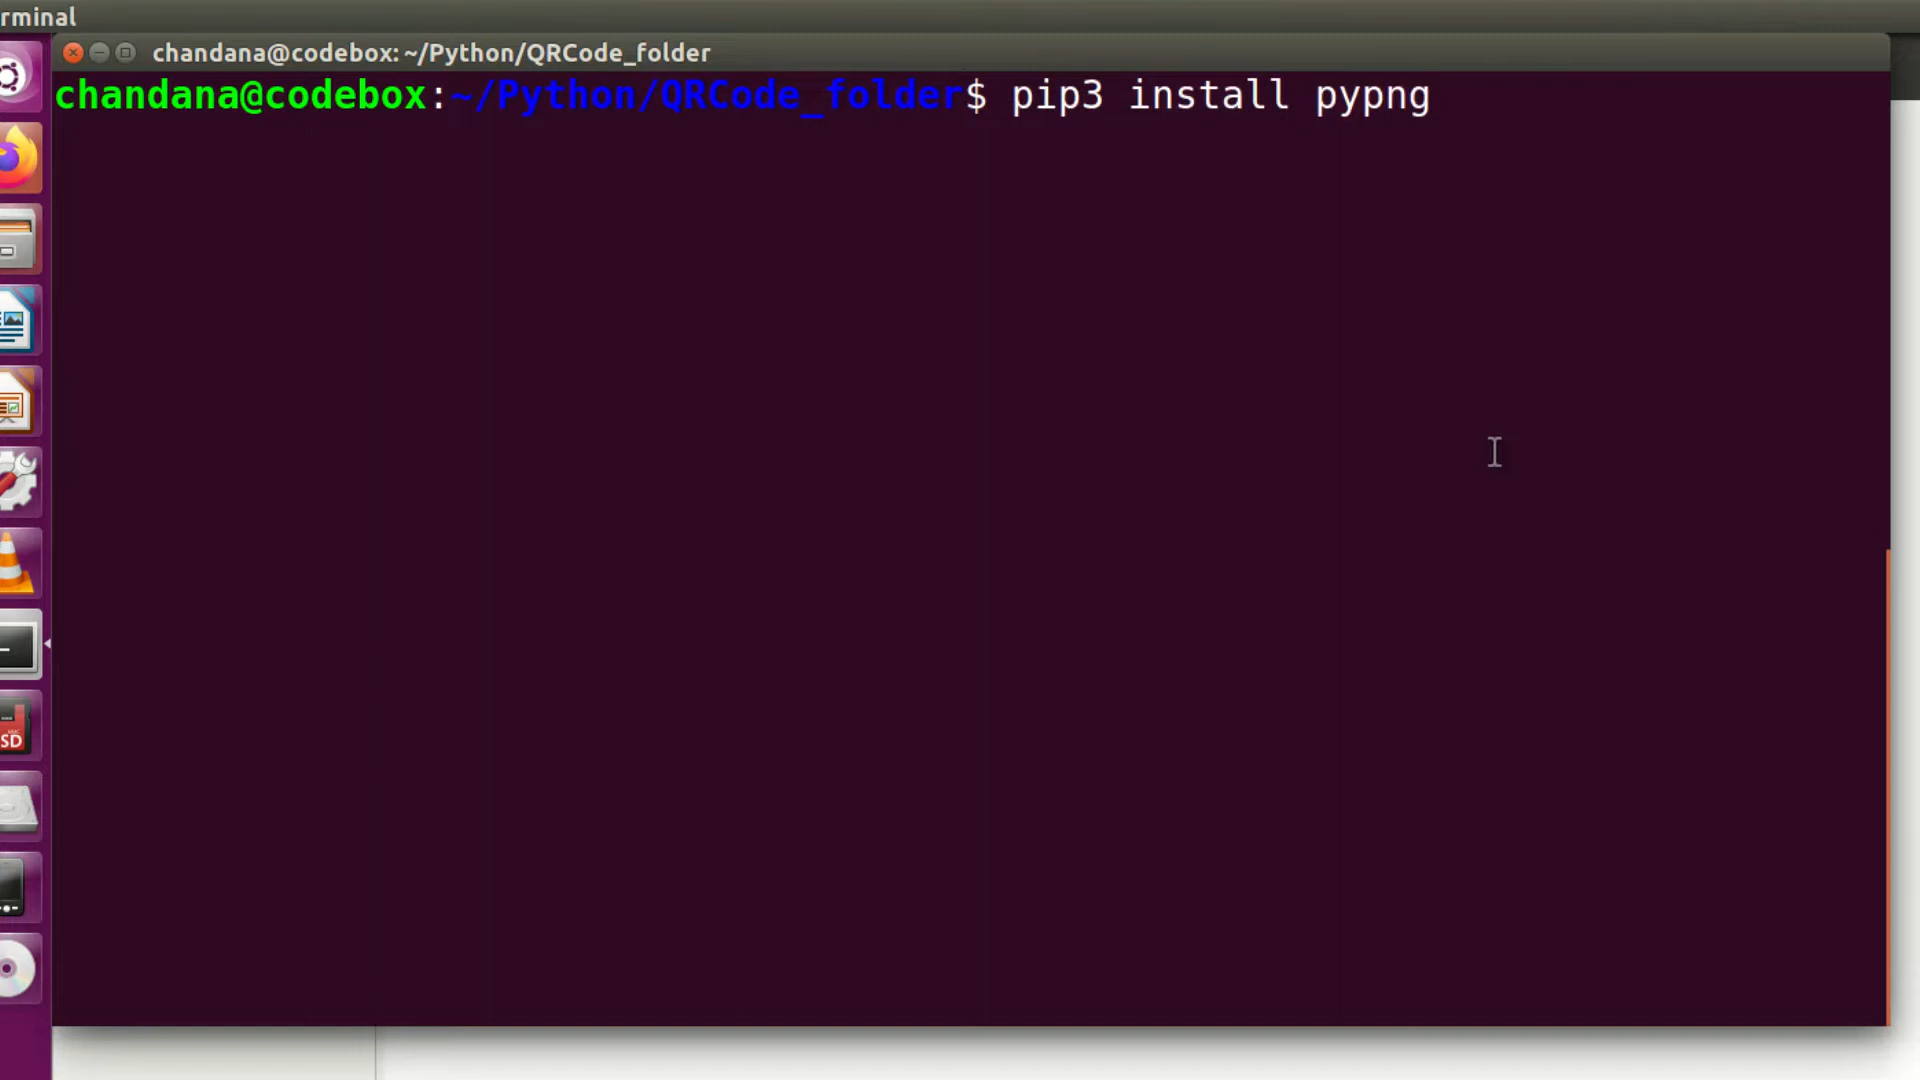 rminal
chandana@codebox: ~/Python/QRCode_folder
chandana@codebox:~/Python/QRCode_folder$ pip3 install pypng
SD